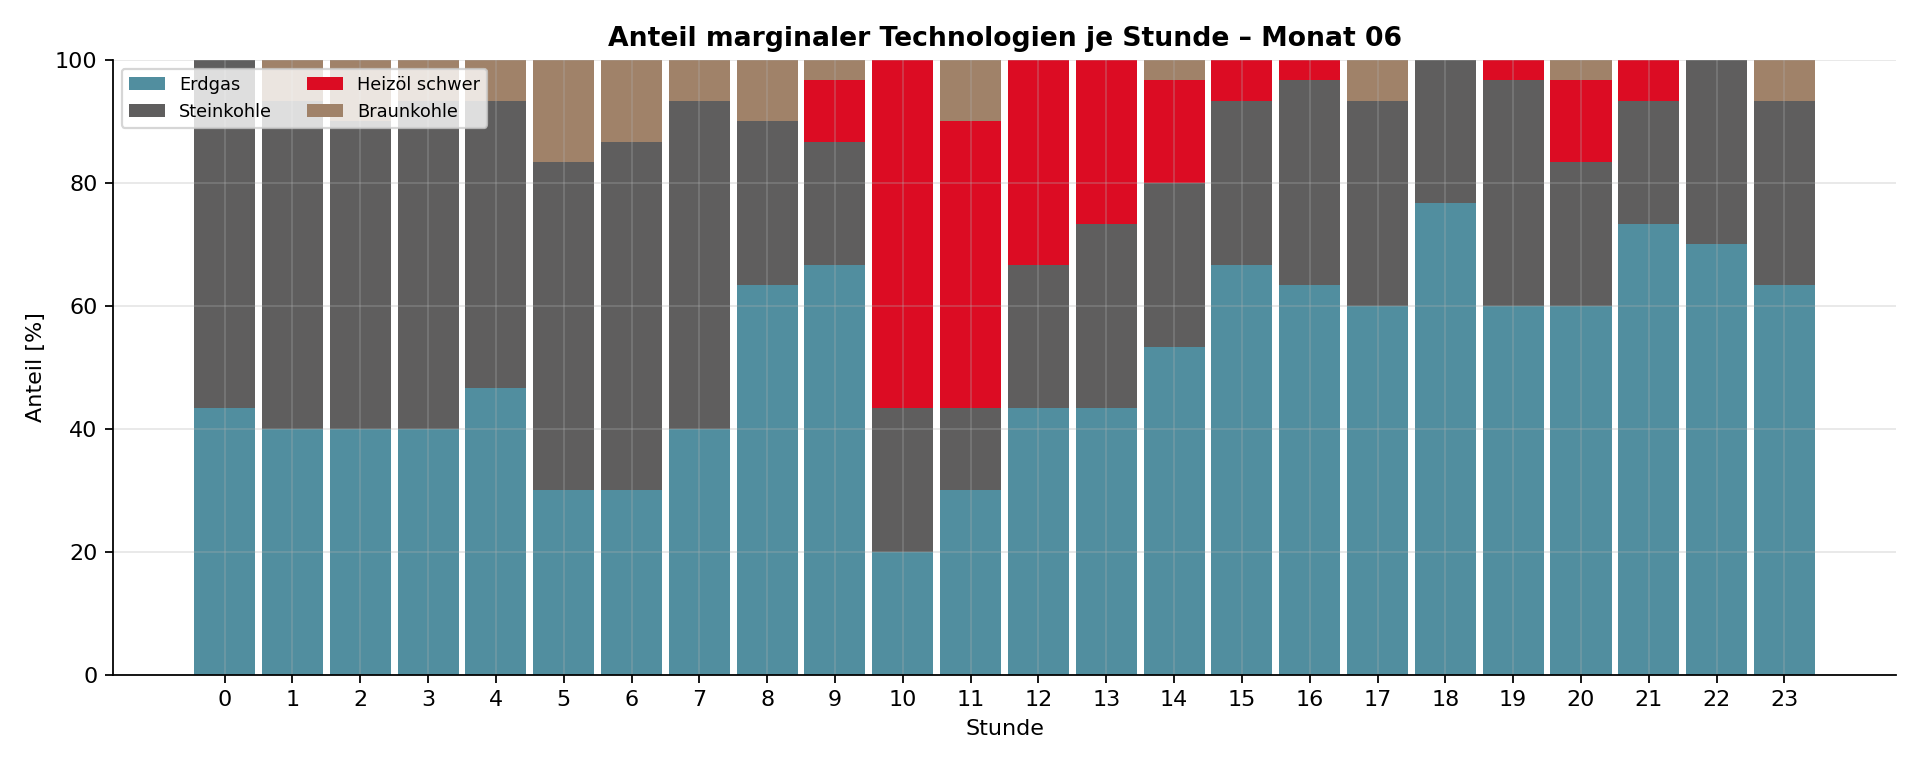 Anteil marginaler Technologien je Stunde – Monat 06
Erdgas
Steinkohle
Heizöl schwer
Braunkohle
Anteil [%]
100
80
60
40
20
0
0 1 2 3 4 5 6 7 8 9 10 11 12 13 14 15 16 17 18 19 20 21 22 23
Stunde